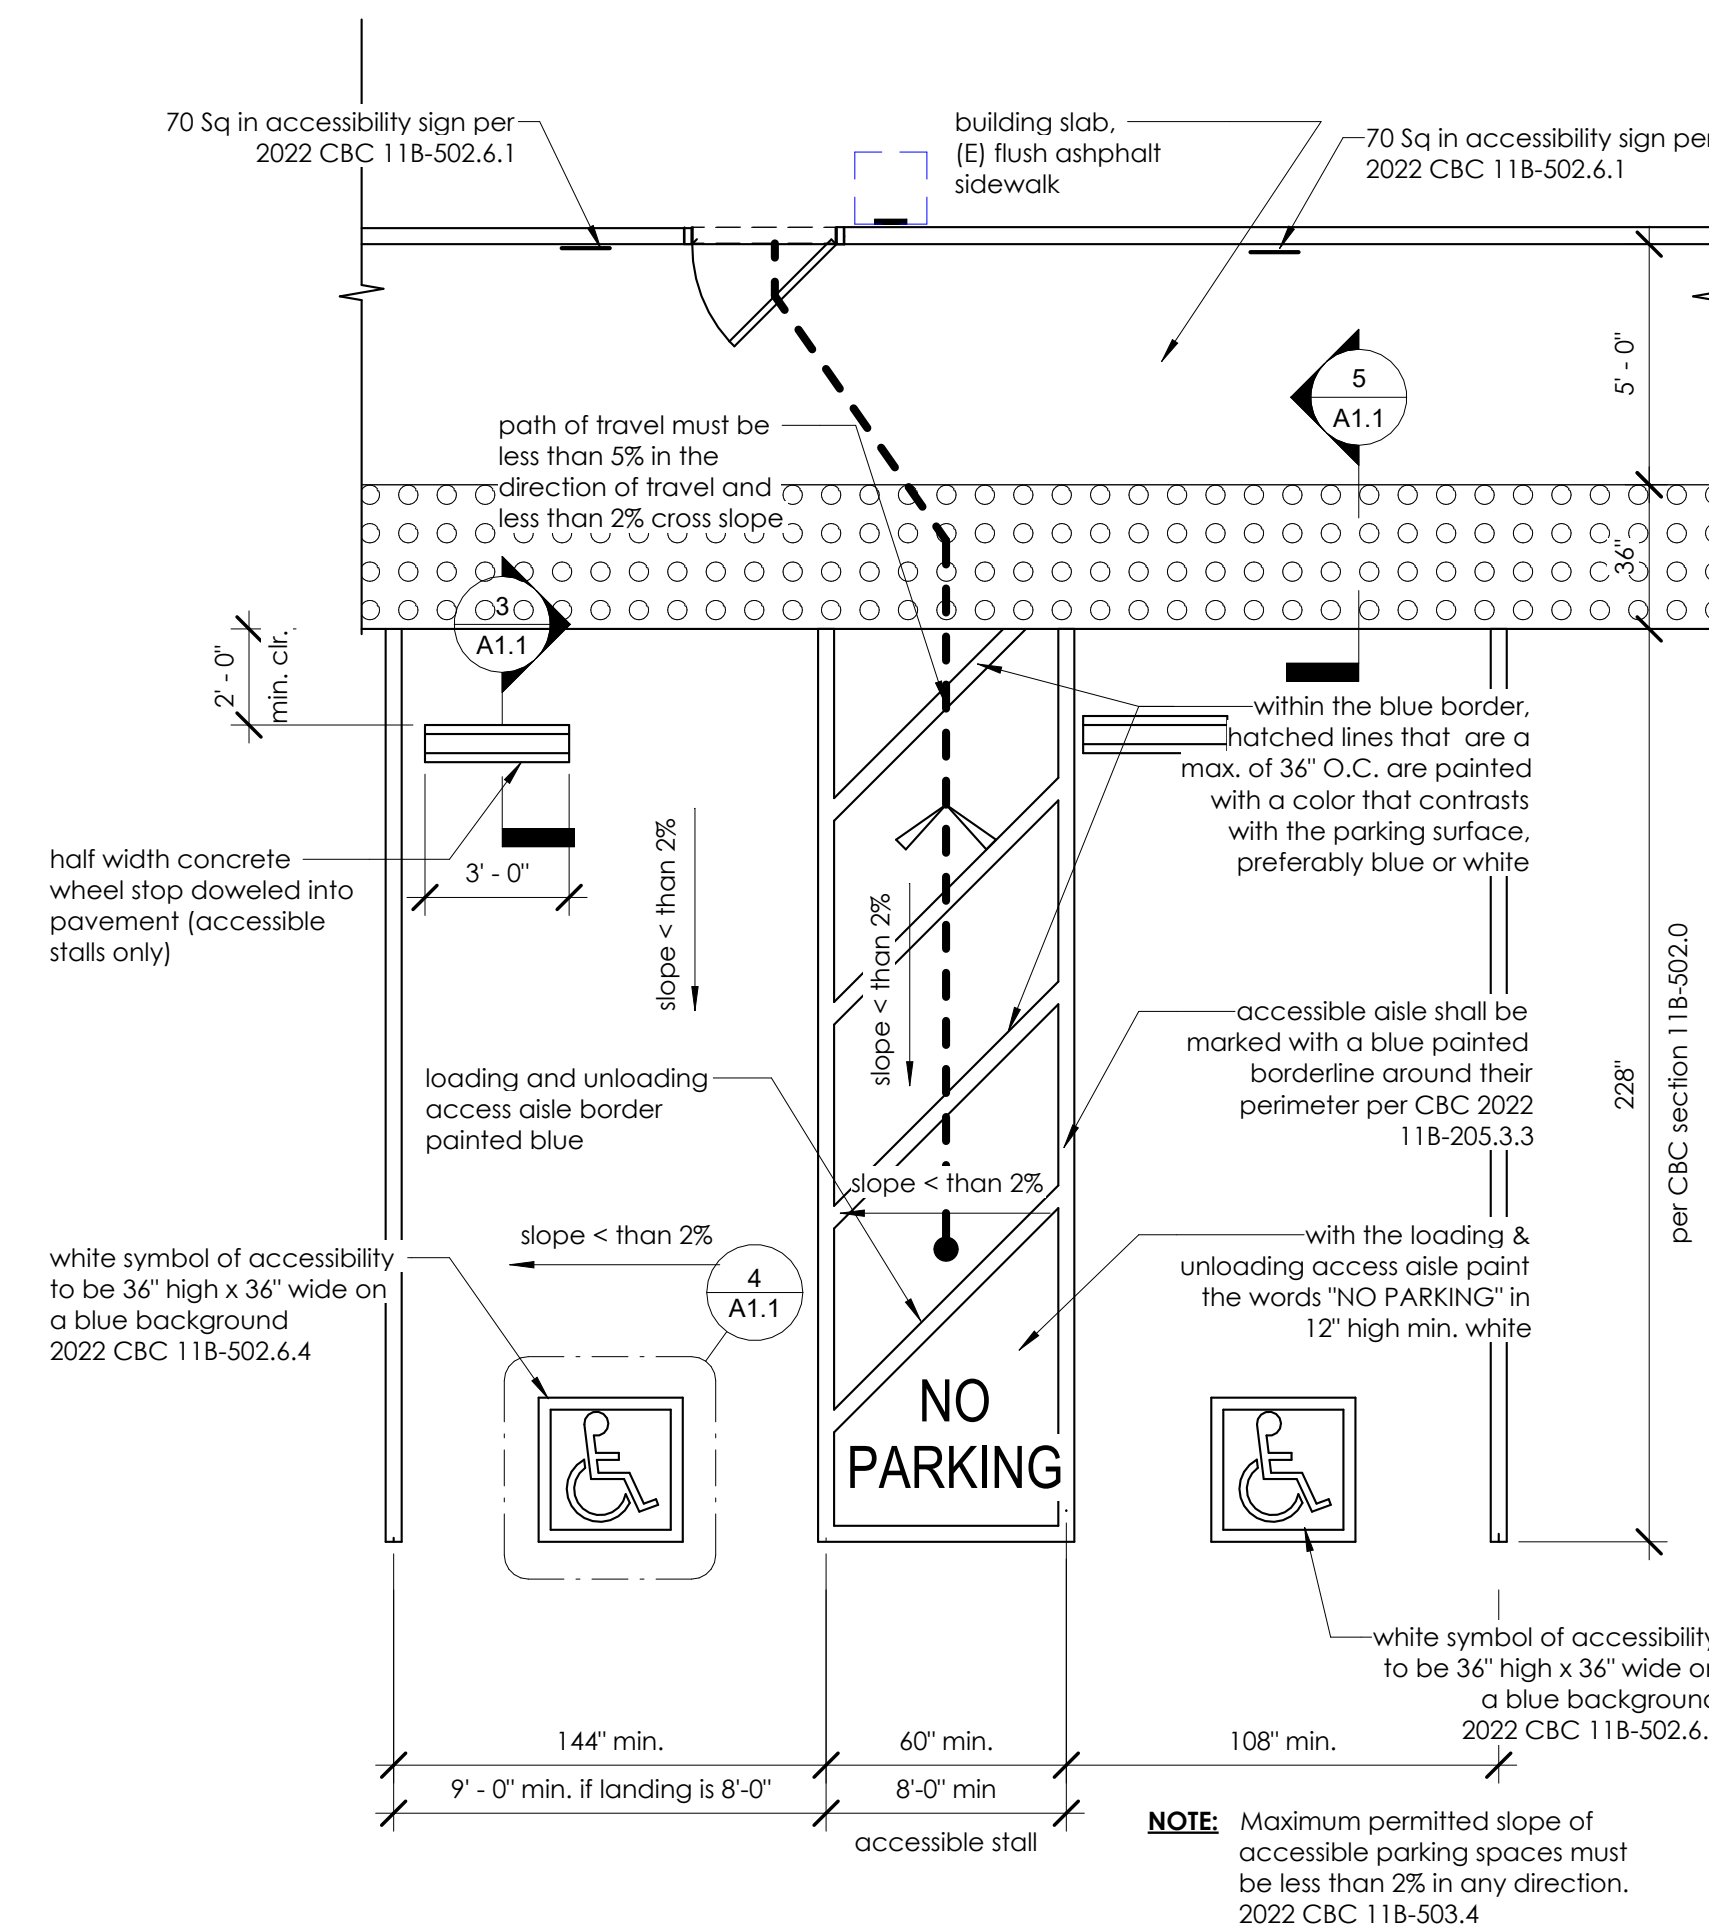 70 Sq in accessibility sign per
2022 CBC 11B-502.6.1
building slab,
(E) flush ashphalt
sidewalk
70 Sq in accessibility sign per
2022 CBC 11B-502.6.1
5' - 0"
5
A1.1
path of travel must be
less than 5% in the
direction of travel and
less than 2% cross slope
36"
3
A1.1
2' - 0"
min. clr.
within the blue border,
hatched lines that are a
max. of 36" O.C. are painted
with a color that contrasts
with the parking surface,
preferably blue or white
half width concrete
wheel stop doweled into
pavement (accessible
stalls only)
3' - 0"
slope < than 2%
slope < than 2%
228"
per CBC section 11B-502.0
accessible aisle shall be
marked with a blue painted
borderline around their
perimeter per CBC 2022
11B-205.3.3
loading and unloading
access aisle border
painted blue
slope < than 2%
slope < than 2%
4
A1.1
white symbol of accessibility
to be 36" high x 36" wide on
a blue background
2022 CBC 11B-502.6.4
with the loading &
unloading access aisle paint
the words "NO PARKING" in
12" high min. white
NO
PARKING
white symbol of accessibility
to be 36" high x 36" wide on
a blue background
2022 CBC 11B-502.6.
144" min.
60" min.
108" min.
9' - 0" min. if landing is 8'-0"
8'-0" min
accessible stall
NOTE: Maximum permitted slope of
accessible parking spaces must
be less than 2% in any direction.
2022 CBC 11B-503.4